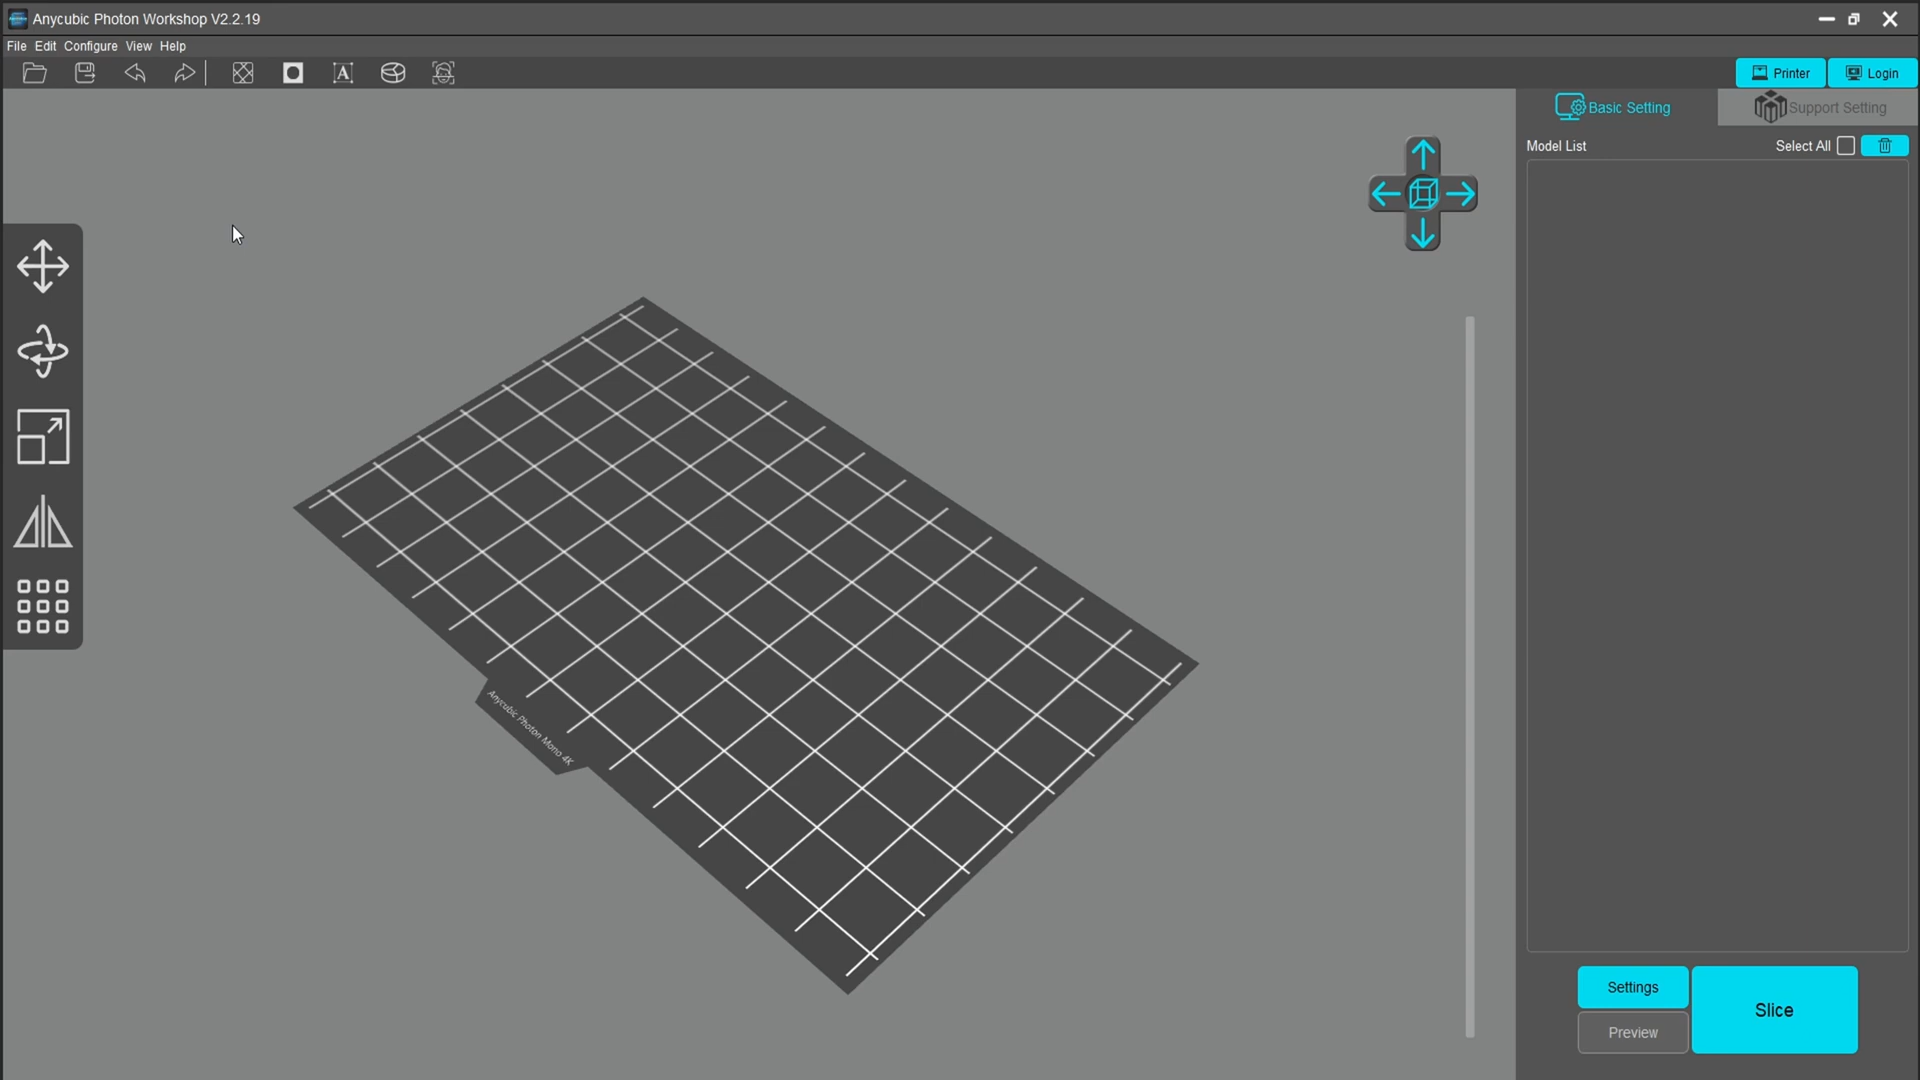 Anycubic Photon Workshop V2.2.19
File Edit Configure View Help
A
Printer Login
Basic Setting Support Setting
Model List Select All
Anycubic Photon Mono 4K
Settings
Slice
Preview